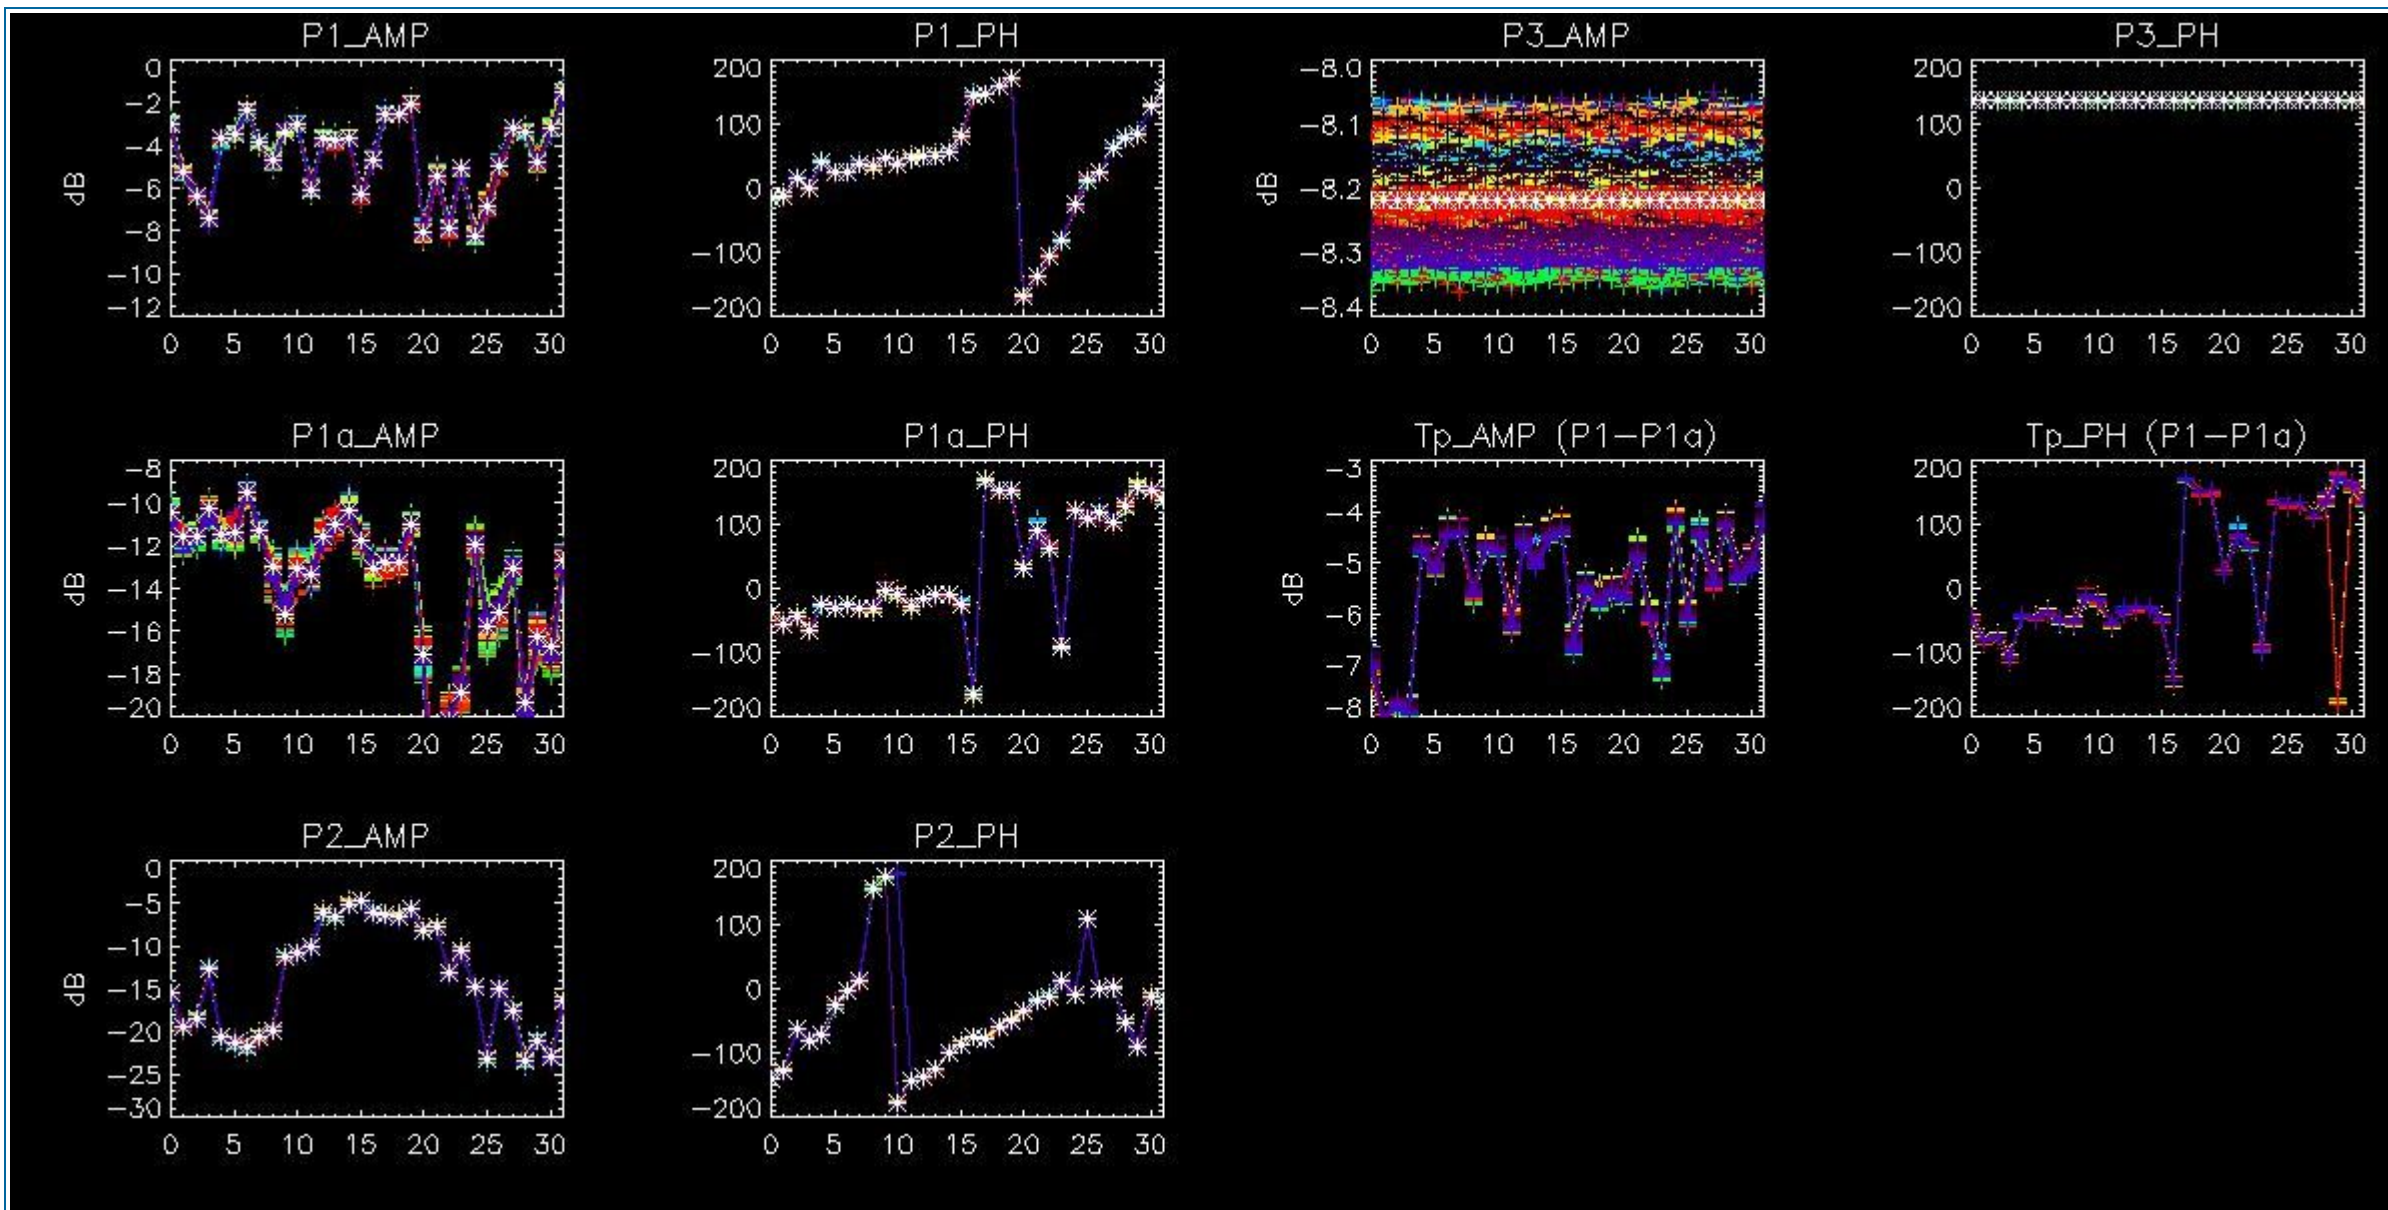 P1_AMP
0
−2
−4
−6
−8
−10
−12
dB
0 5 10 15 20 25 30
P1_PH
200
100
0
−100
−200
0 5 10 15 20 25 30
P3_AMP
−8.0
−8.1
−8.2
−8.3
−8.4
dB
0 5 10 15 20 25 30
P3_PH
200
100
0
−100
−200
0 5 10 15 20 25 30
P1a_AMP
−8
−10
−12
−14
−16
−18
−20
dB
0 5 10 15 20 25 30
P1a_PH
200
100
0
−100
−200
0 5 10 15 20 25 30
Tp_AMP (P1−P1a)
−3
−4
−5
−6
−7
−8
dB
0 5 10 15 20 25 30
Tp_PH (P1−P1a)
200
100
0
−100
−200
0 5 10 15 20 25 30
P2_AMP
0
−5
−10
−15
−20
−25
−30
dB
0 5 10 15 20 25 30
P2_PH
200
100
0
−100
−200
0 5 10 15 20 25 30